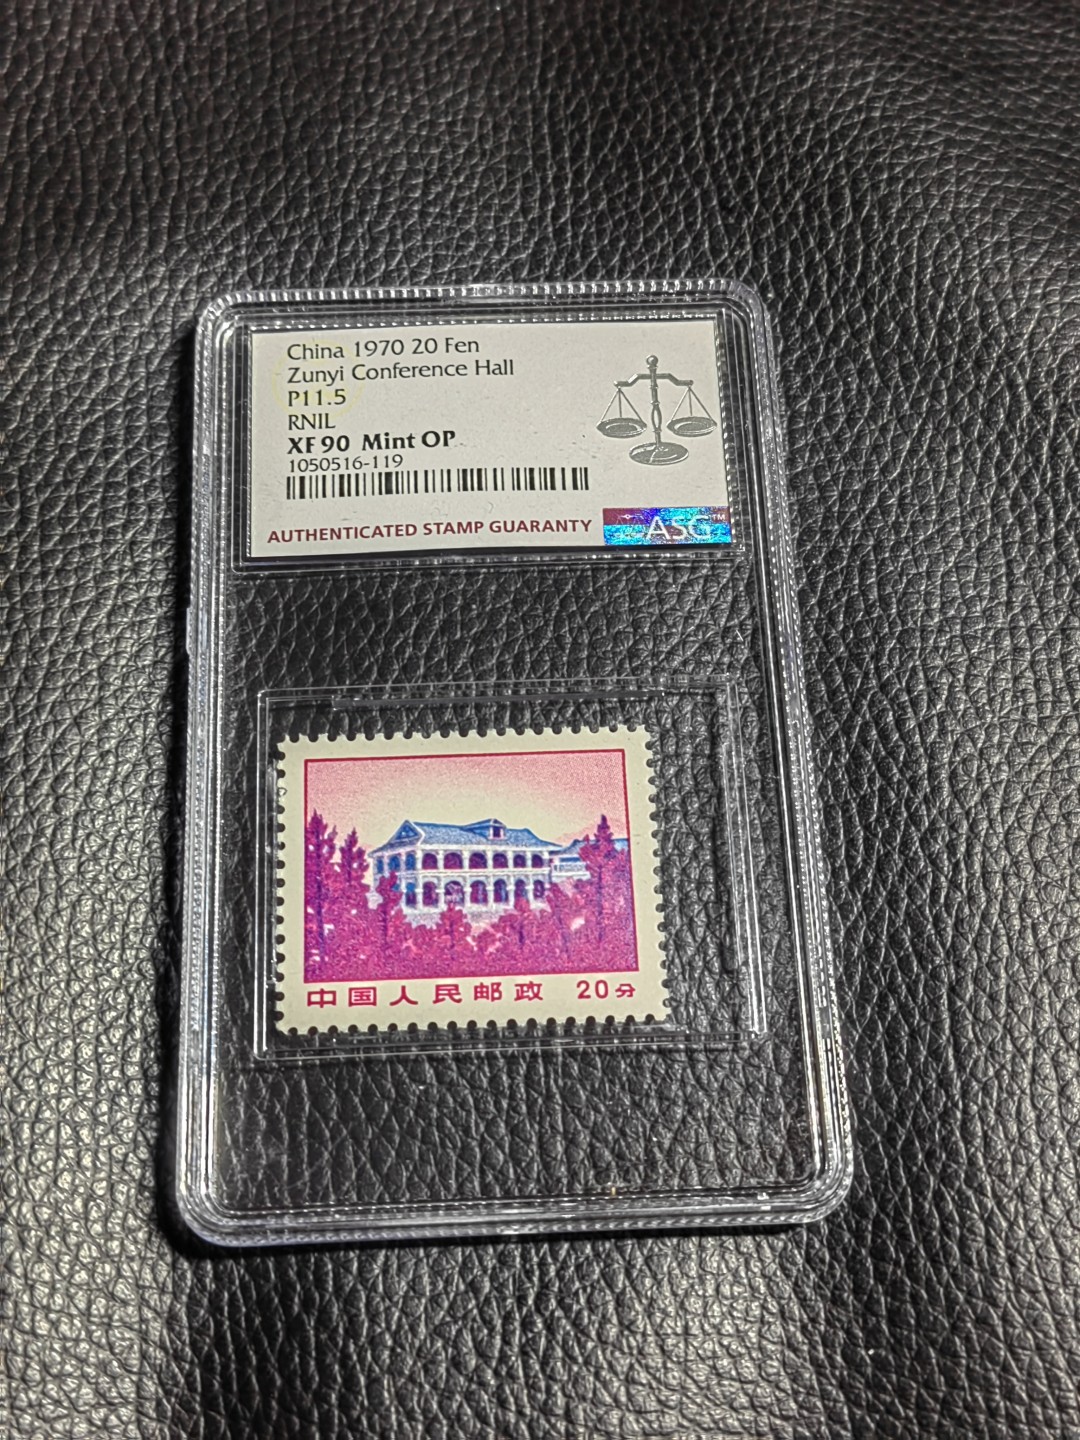 China 1970 20 Fen
Zunyi Conference Hall
P11.5
RNIL
XF 90 Mint OP
1050516-119
AUTHENTICATED STAMP GUARANTY
ASG™
中国人民邮政 20分